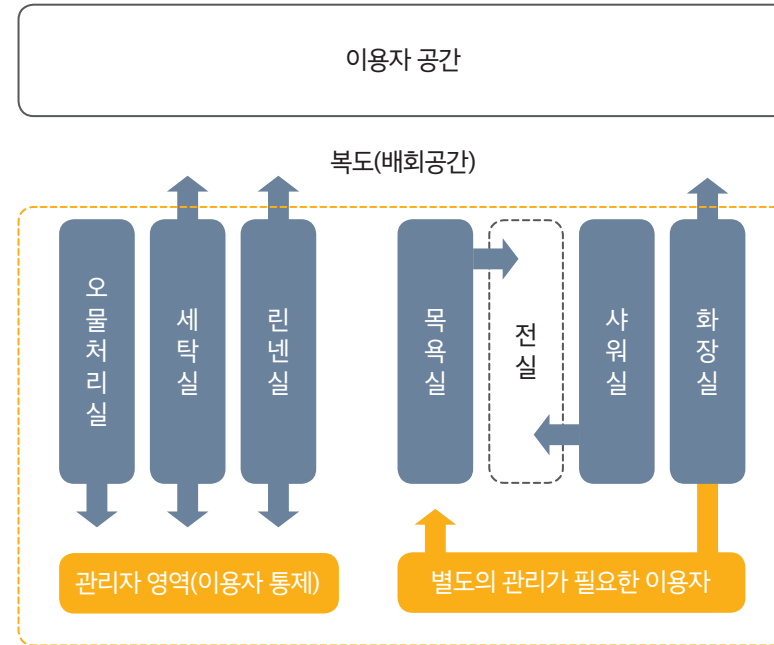 이용자 공간
복도(배회공간)
오물처리실
세탁실
린넨실
목욕실
전실
샤워실
화장실
관리자 영역(이용자 통제)
별도의 관리가 필요한 이용자